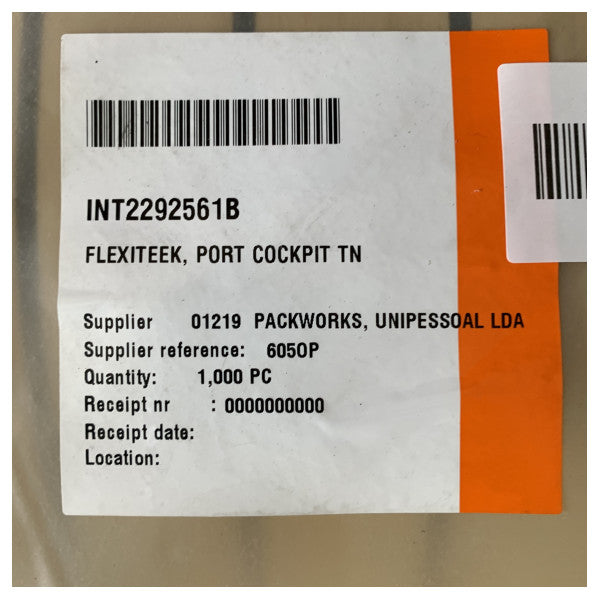 INT2292561B
FLEXITEEK, PORT COCKPIT TN
Supplier 01219 PACKWORKS, UNIPESSOAL LDA
Supplier reference: 6050P
Quantity: 1,000 PC
Receipt nr : 0000000000
Receipt date:
Location: